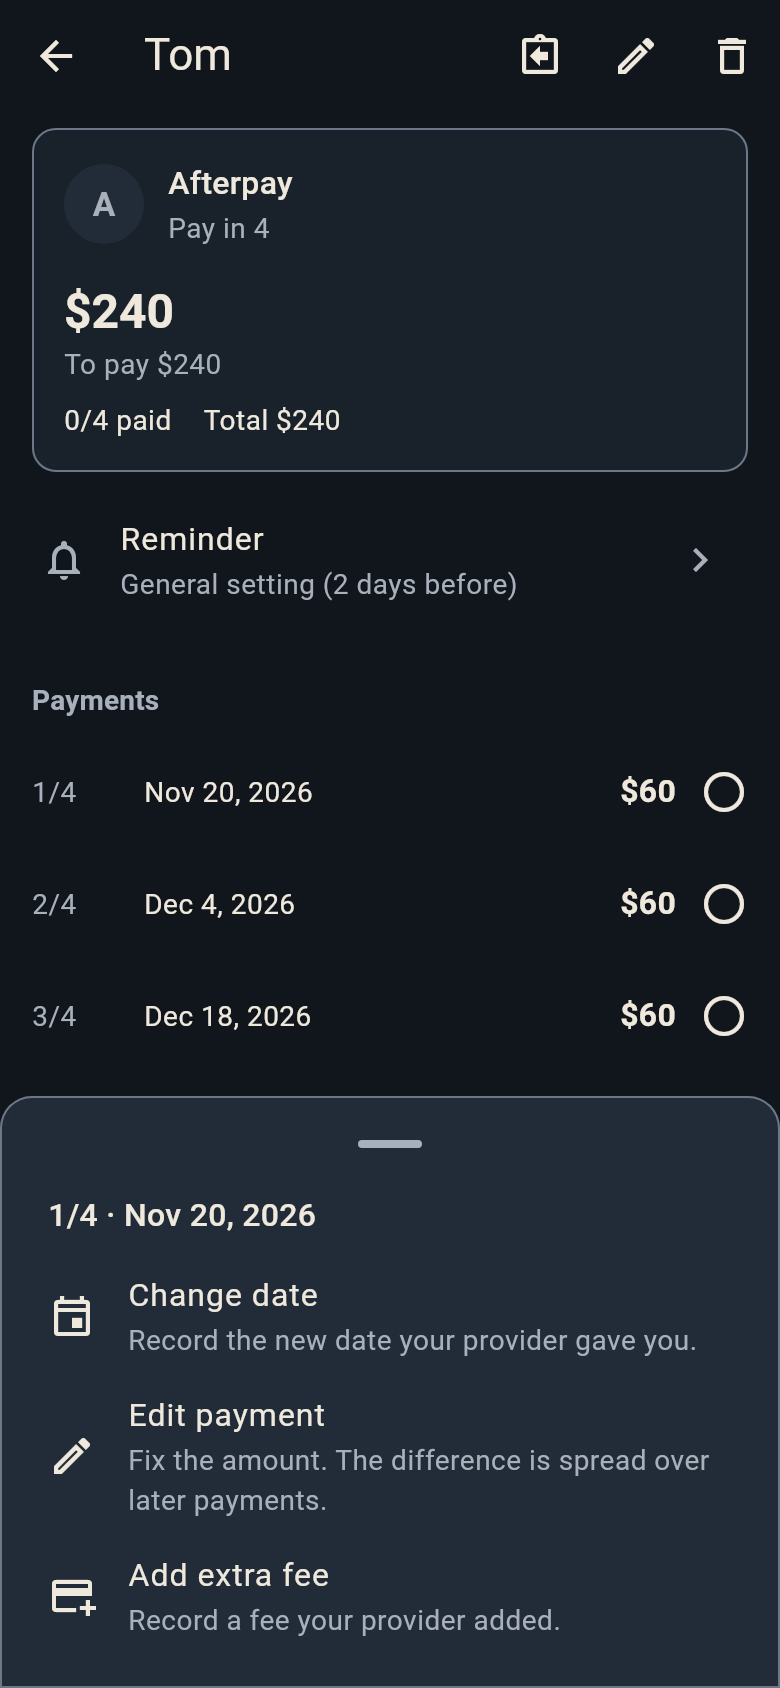 Tom
A
Afterpay
Pay in 4
$240
To pay $240
0/4 paid Total $240
Reminder
General setting (2 days before)
Payments
1/4 Nov 20, 2026 $60
2/4 Dec 4, 2026 $60
3/4 Dec 18, 2026 $60
1/4 · Nov 20, 2026
Change date
Record the new date your provider gave you.
Edit payment
Fix the amount. The difference is spread over
later payments.
Add extra fee
Record a fee your provider added.